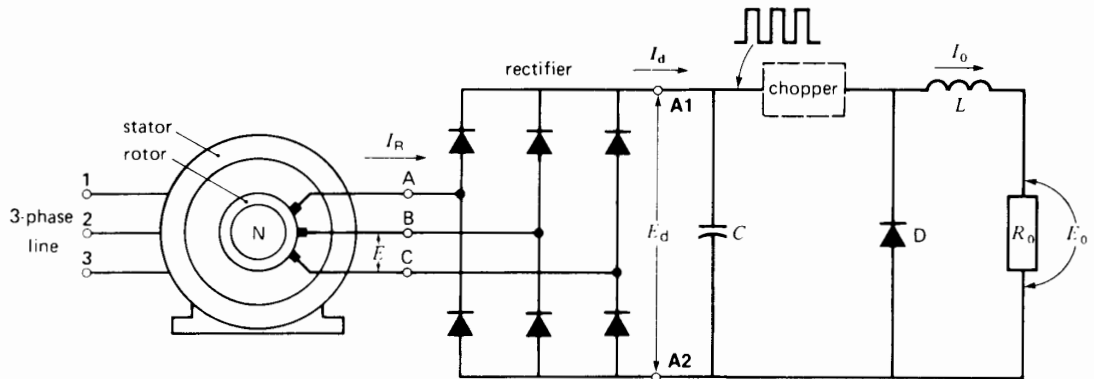 rectifier
I_d
A1
chopper
I_0
L
stator
rotor
I_R
1
A
3-phase
line
2
N
B
E
E_d
C
D
R_0
E_0
3
C
A2